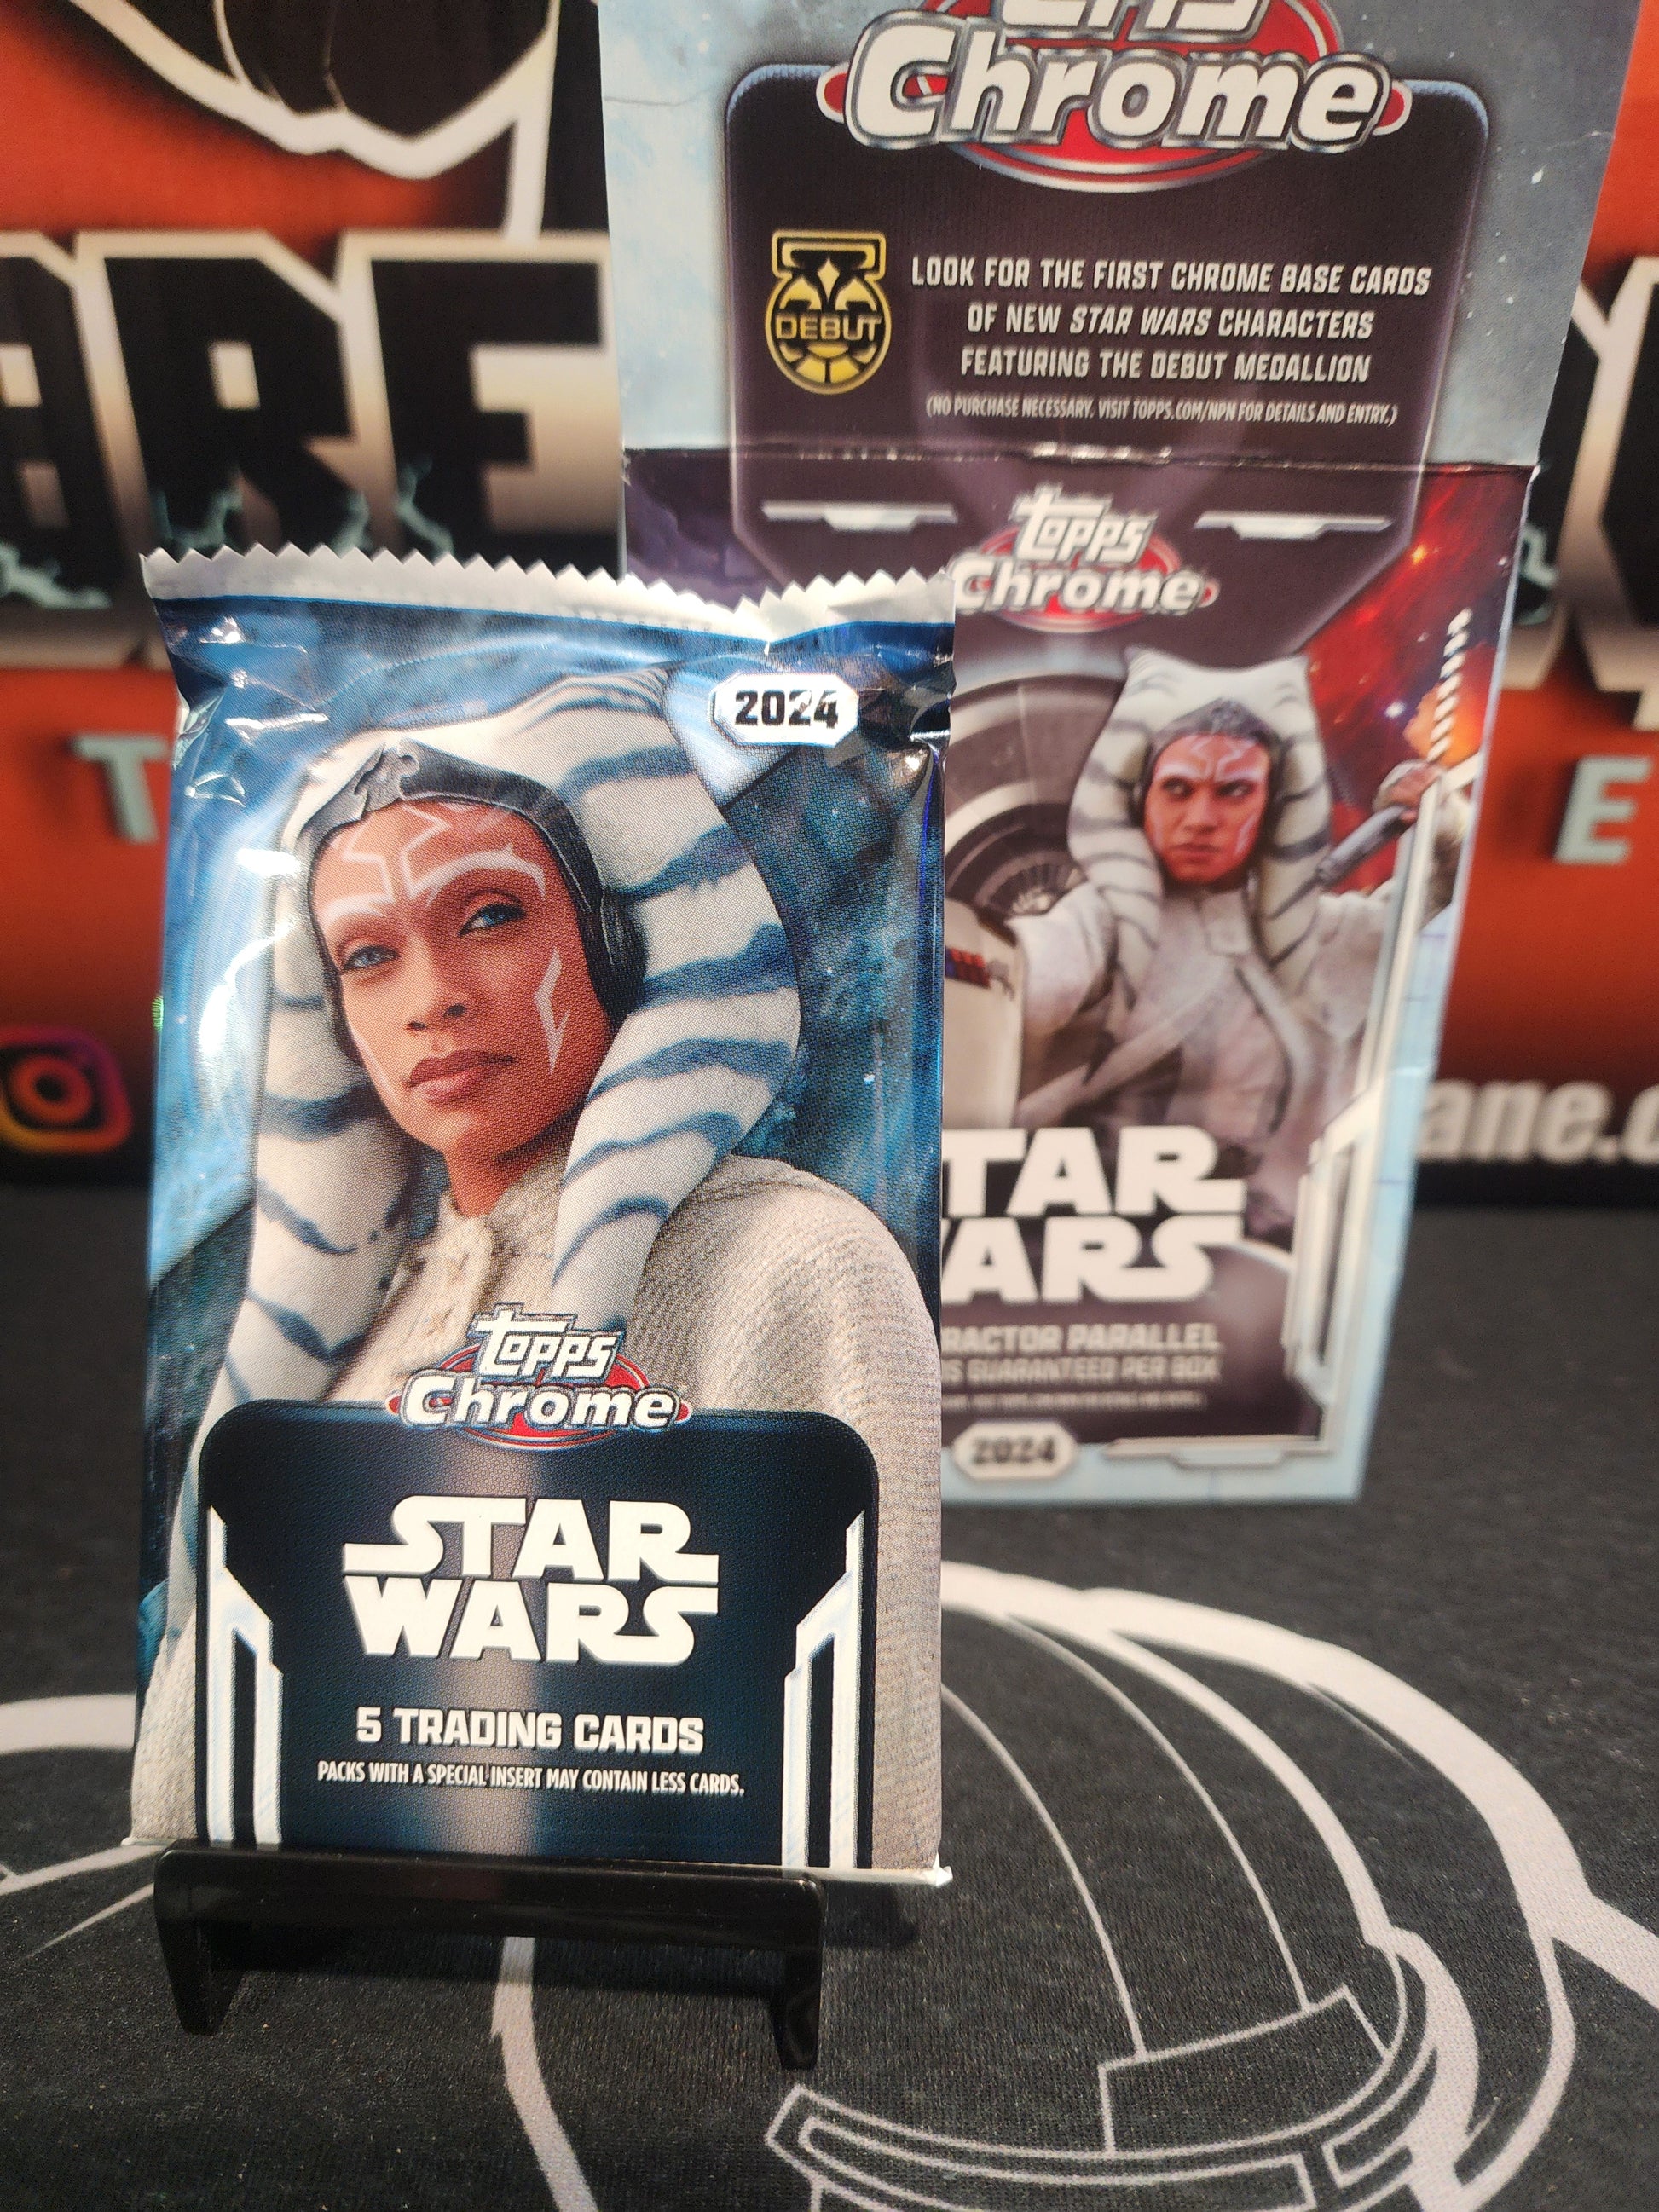 Chrome
DEBUT
LOOK FOR THE FIRST CHROME BASE CARDS
OF NEW STAR WARS CHARACTERS
FEATURING THE DEBUT MEDALLION
(NO PURCHASE NECESSARY. VISIT TOPPS.COM/NPN FOR DETAILS AND ENTRY.)
Topps
Chrome
TAR
ARS
RACTOR PARALLEL
S GUARANTEED PER BOX
2024
2024
Topps
Chrome
STAR
WARS
5 TRADING CARDS
PACKS WITH A SPECIAL INSERT MAY CONTAIN LESS CARDS.
ARE
T
E
ane.c